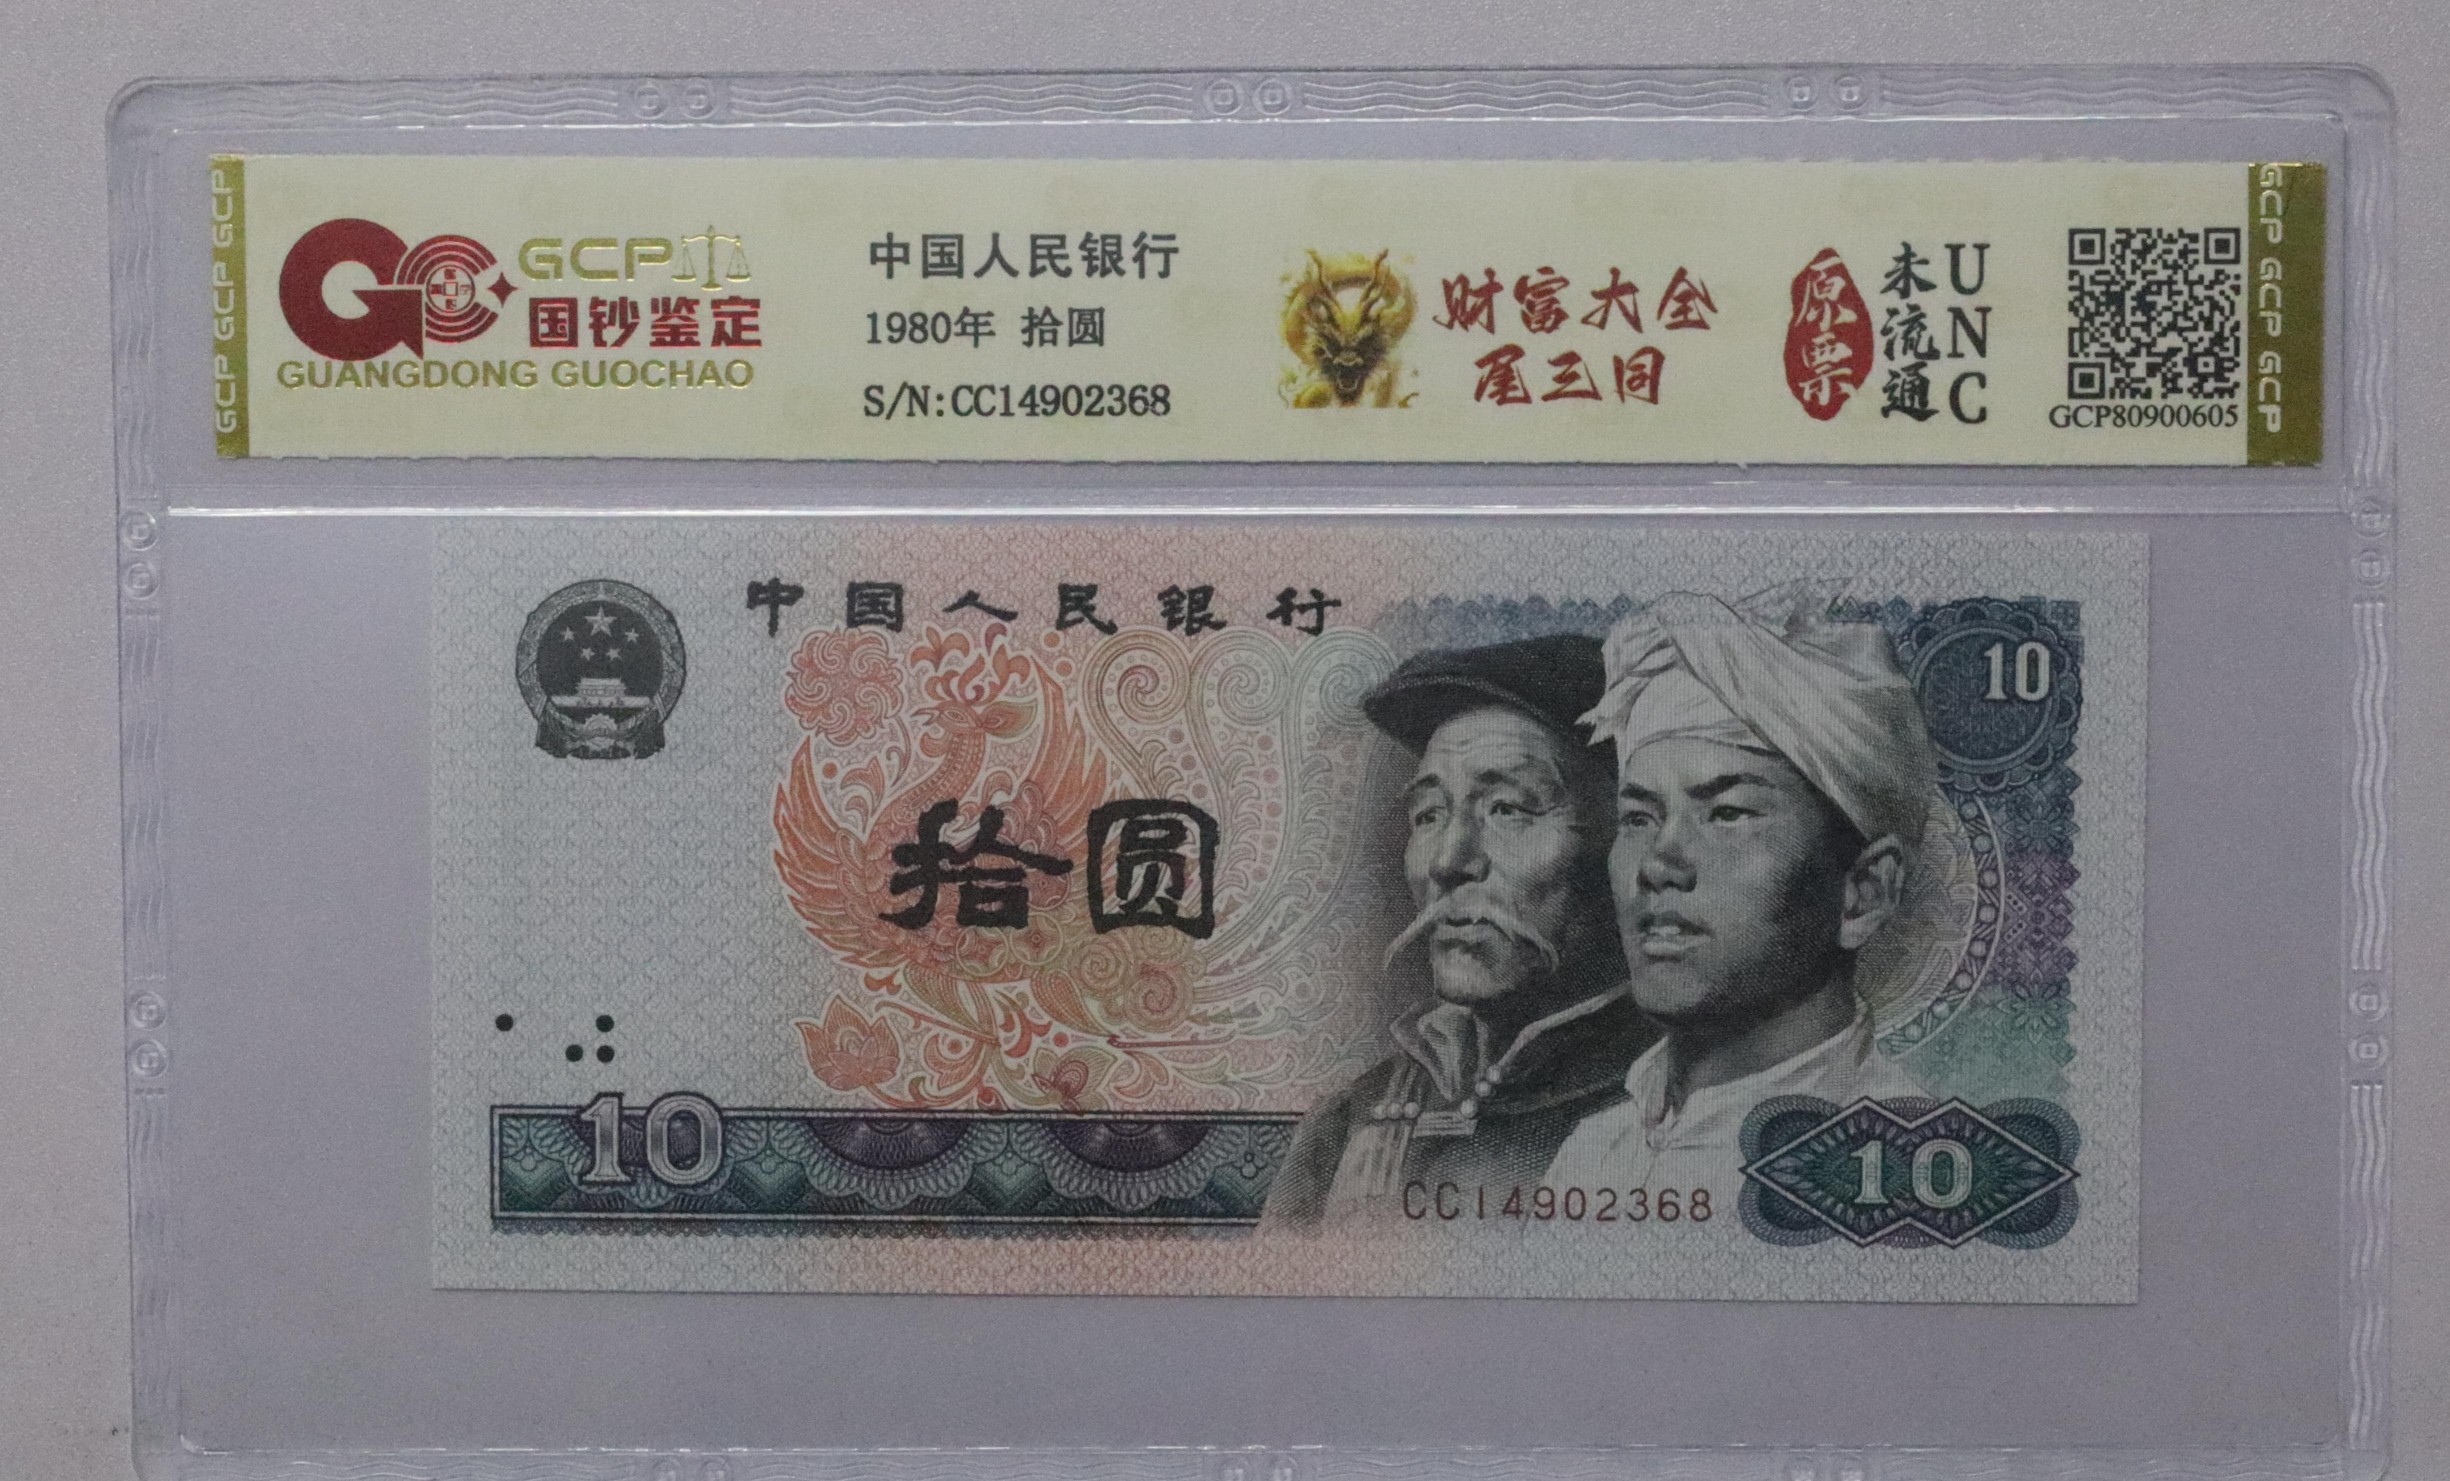 GCP GCP GCP
GCP
国钞鉴定
GUANGDONG GUOCHAO
中国人民银行
1980年 拾圆
S/N:CC14902368
财富大全
尾三同
原票
未流通
UNC
GCP80900605
GCP GCP GCP
中国人民银行
10
拾圆
10
CC14902368
10